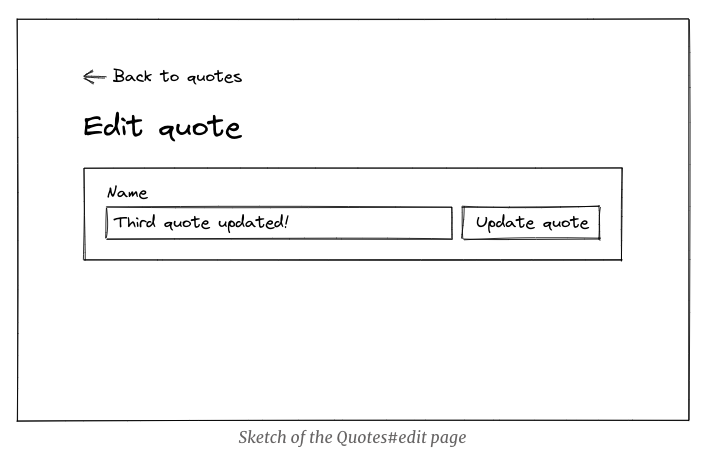 ← Back to quotes
Edit quote
Name
Third quote updated! Update quote
Sketch of the Quotes#edit page